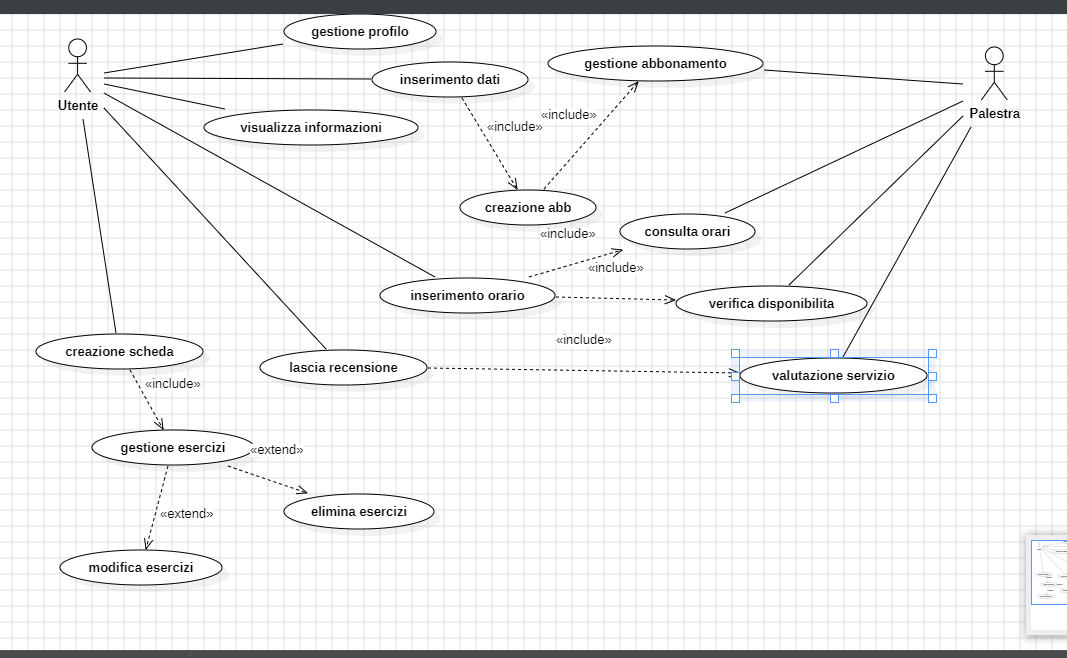 gestione profilo
Utente
inserimento dati
gestione abbonamento
Palestra
visualizza informazioni
«include»
«include»
creazione abb
«include»
consulta orari
«include»
inserimento orario
verifica disponibilita
«include»
creazione scheda
lascia recensione
valutazione servizio
«include»
gestione esercizi
«extend»
elimina esercizi
«extend»
modifica esercizi